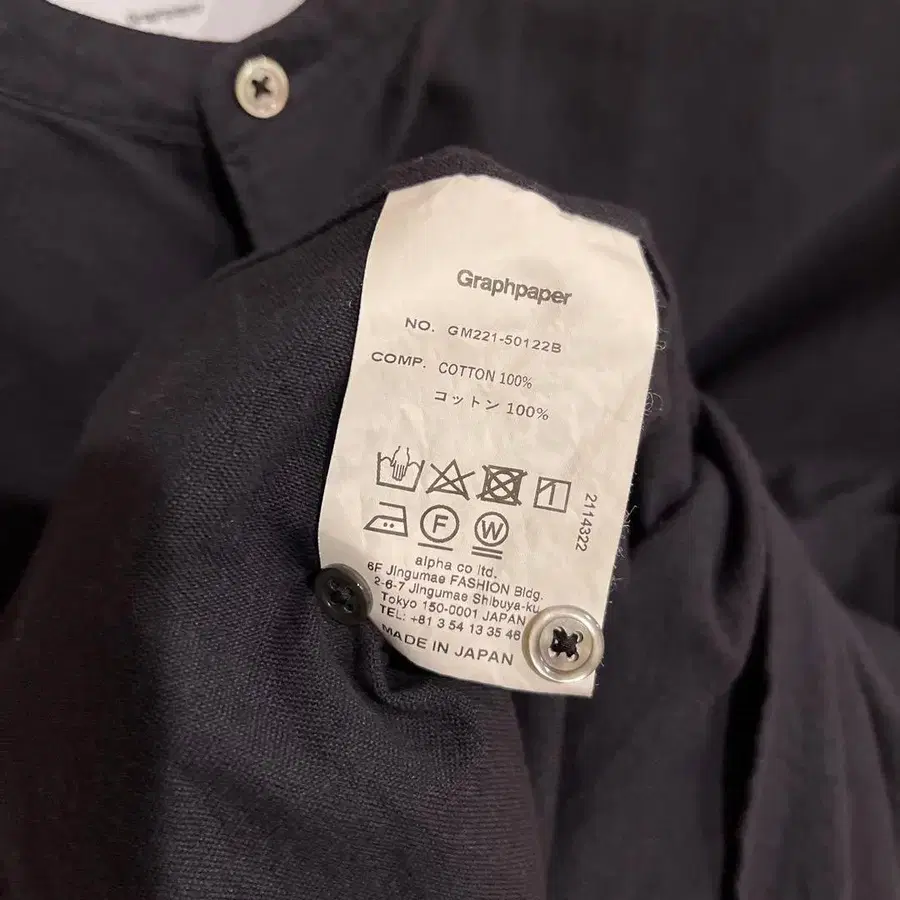 Graphpaper
NO. GM221-50122B
COMP. COTTON 100%
コットン 100%
F
W
2114322
alpha co ltd.
6F Jingumae FASHION Bldg.
2-6-7 Jingumae Shibuya-ku
Tokyo 150-0001 JAPAN
TEL: +81 3 54 13 35 46
MADE IN JAPAN